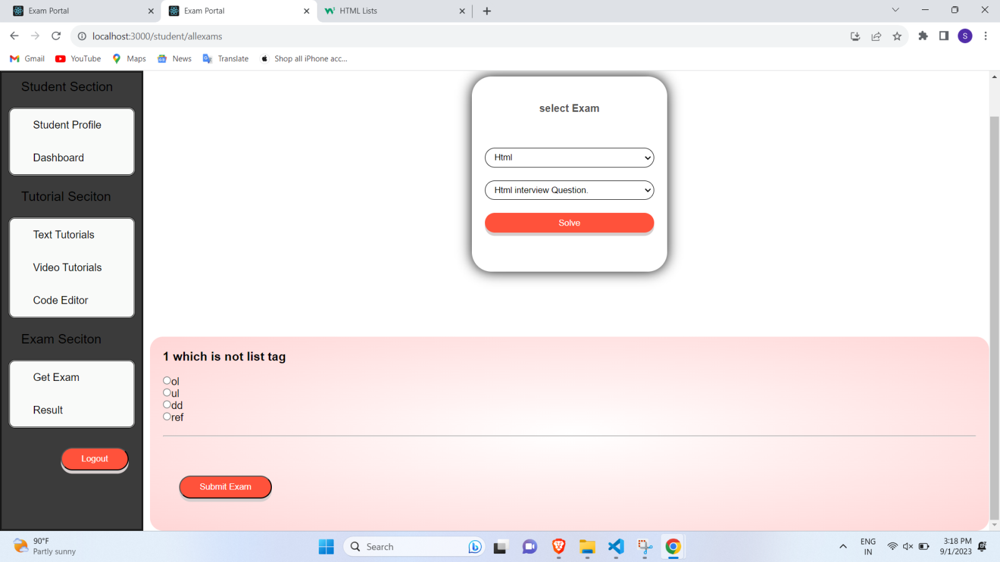 Exam Portal
Exam Portal
HTML Lists
localhost:3000/student/allexams
S
Gmail
YouTube
Maps
News
Translate
Shop all iPhone acc...
Student Section
Student Profile
Dashboard
Tutorial Seciton
Text Tutorials
Video Tutorials
Code Editor
Exam Seciton
Get Exam
Result
Logout
select Exam
Html
Html interview Question.
Solve
1 which is not list tag
ol
ul
dd
ref
Submit Exam
90°F
Partly sunny
Search
ENG
IN
3:18 PM
9/1/2023